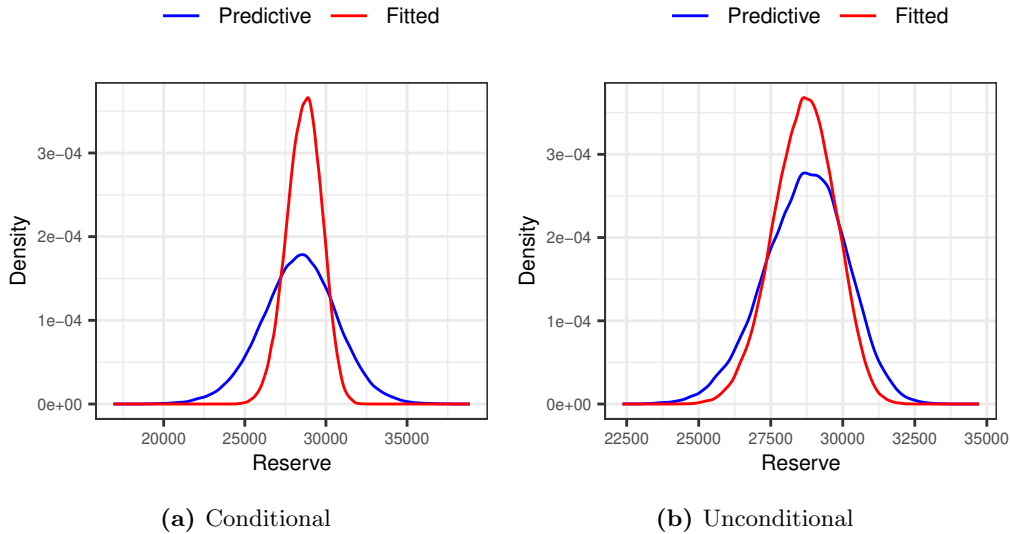 Predictive Fitted
Predictive Fitted
Density
3e−04
2e−04
1e−04
0e+00
20000 25000 30000 35000
Reserve
(a) Conditional
Density
3e−04
2e−04
1e−04
0e+00
22500 25000 27500 30000 32500 35000
Reserve
(b) Unconditional